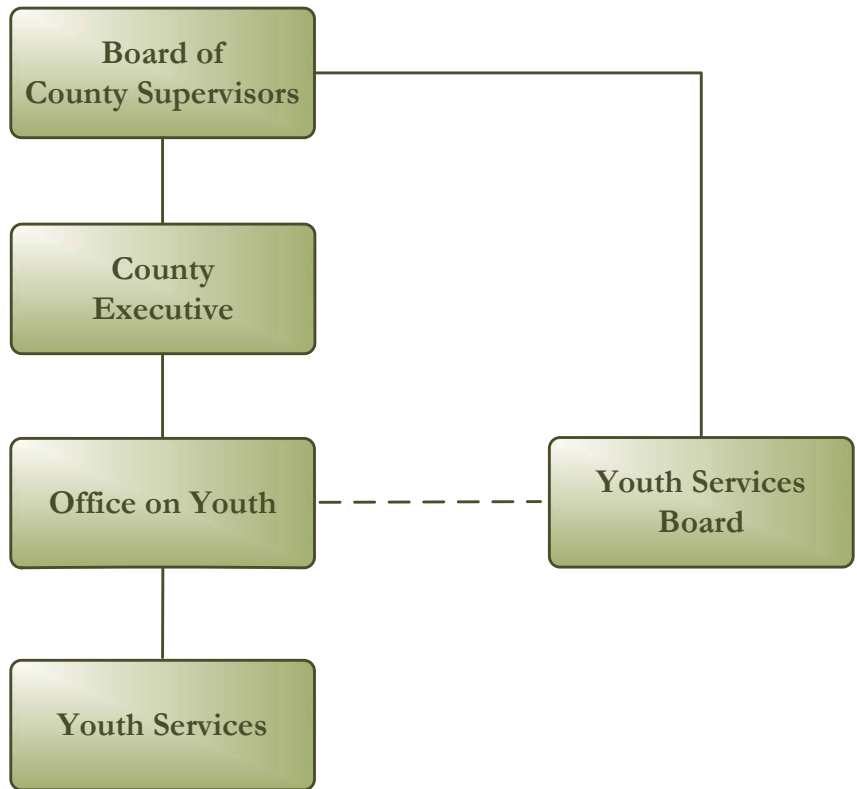 Board of
County Supervisors
County
Executive
Office on Youth
Youth Services
Board
Youth Services